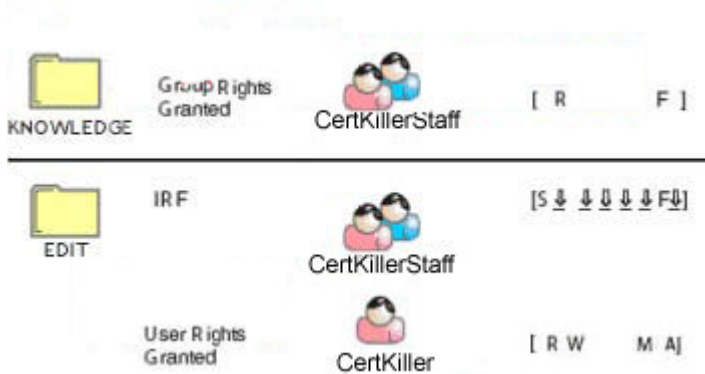 Group Rights
Granted
CertKillerStaff
[ R F ]
KNOWLEDGE
IRF
[S ⇩ ⇩ ⇩ ⇩ ⇩ F ⇩]
EDIT
CertKillerStaff
User Rights
Granted
CertKiller
[ R W M A]